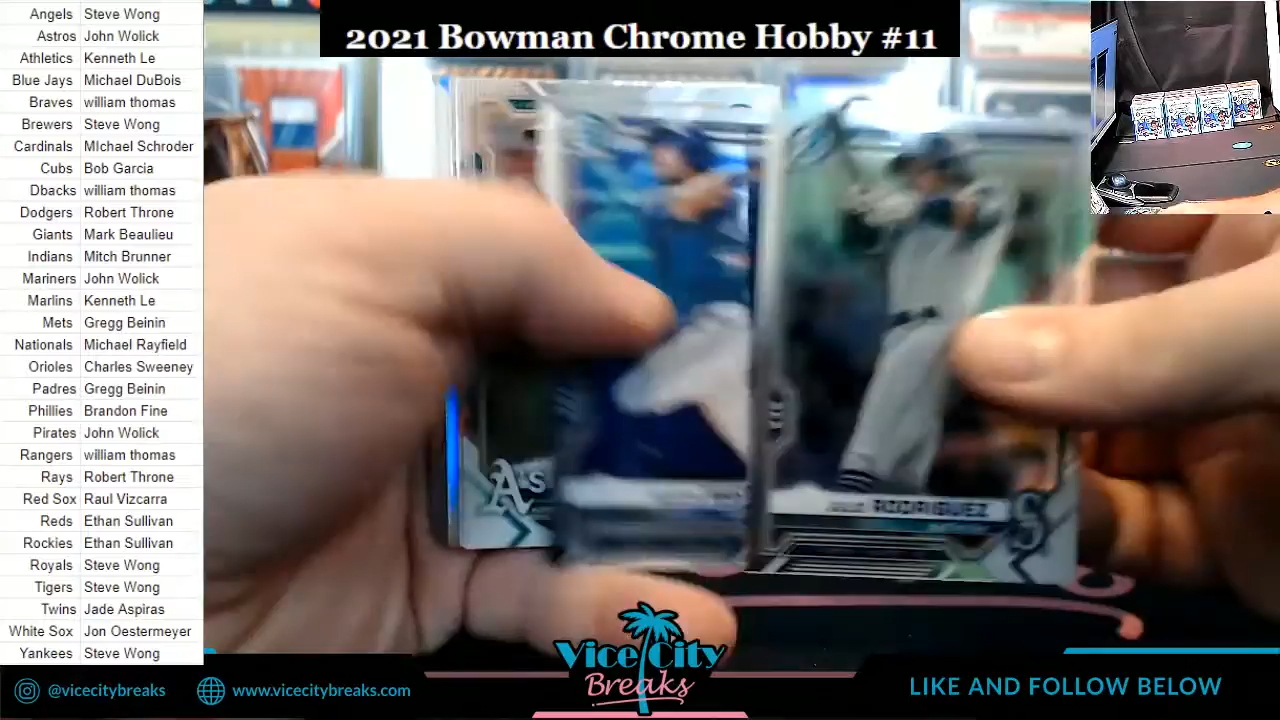 2021 Bowman Chrome Hobby #11
Angels Steve Wong
Astros John Wolick
Athletics Kenneth Le
Blue Jays Michael DuBois
Braves william thomas
Brewers Steve Wong
Cardinals MIchael Schroder
Cubs Bob Garcia
Dbacks william thomas
Dodgers Robert Throne
Giants Mark Beaulieu
Indians Mitch Brunner
Mariners John Wolick
Marlins Kenneth Le
Mets Gregg Beinin
Nationals Michael Rayfield
Orioles Charles Sweeney
Padres Gregg Beinin
Phillies Brandon Fine
Pirates John Wolick
Rangers william thomas
Rays Robert Throne
Red Sox Raul Vizcarra
Reds Ethan Sullivan
Rockies Ethan Sullivan
Royals Steve Wong
Tigers Steve Wong
Twins Jade Aspiras
White Sox Jon Oestermeyer
Yankees Steve Wong
A's
RODRIGUEZ
S
@vicecitybreaks
www.vicecitybreaks.com
Vice City
Breaks
LIKE AND FOLLOW BELOW